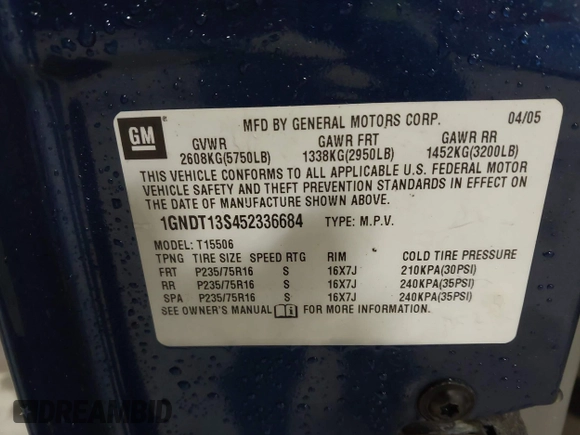 GM
MFD BY GENERAL MOTORS CORP. 04/05
GVWR GAWR FRT GAWR RR
2608KG(5750LB) 1338KG(2950LB) 1452KG(3200LB)
THIS VEHICLE CONFORMS TO ALL APPLICABLE U.S. FEDERAL MOTOR
VEHICLE SAFETY AND THEFT PREVENTION STANDARDS IN EFFECT ON
THE DATE OF MANUFACTURE SHOWN ABOVE.
1GNDT13S452336684 TYPE: M.P.V.
MODEL: T15506
TPNG TIRE SIZE SPEED RTG RIM COLD TIRE PRESSURE
FRT P235/75R16 S 16X7J 210KPA(30PSI)
RR P235/75R16 S 16X7J 240KPA(35PSI)
SPA P235/75R16 S 16X7J 240KPA(35PSI)
SEE OWNER'S MANUAL FOR MORE INFORMATION.
DREAMBID